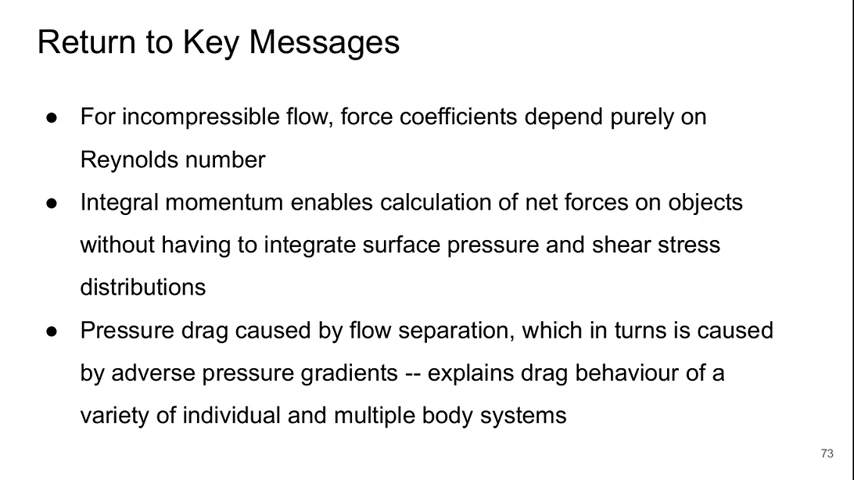 Return to Key Messages
● For incompressible flow, force coefficients depend purely on
Reynolds number
● Integral momentum enables calculation of net forces on objects
without having to integrate surface pressure and shear stress
distributions
● Pressure drag caused by flow separation, which in turns is caused
by adverse pressure gradients -- explains drag behaviour of a
variety of individual and multiple body systems
73